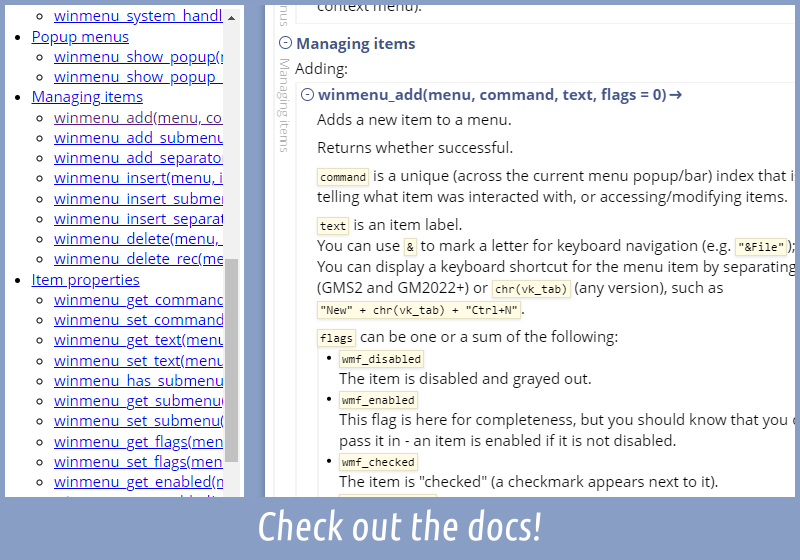 winmenu_system_handl
Popup menus
winmenu_show_popup(
winmenu_show_popup_
Managing items
winmenu_add(menu, co
winmenu_add_submenu
winmenu_add_separato
winmenu_insert(menu, i
winmenu_insert_subme
winmenu_insert_separat
winmenu_delete(menu,
winmenu_delete_rec(me
Item properties
winmenu_get_command
winmenu_set_command
winmenu_get_text(menu
winmenu_set_text(menu
winmenu_has_submenu
winmenu_get_submenu(
winmenu_set_submenu(
winmenu_get_flags(men
winmenu_set_flags(men
winmenu_get_enabled(m
context menu).
Managing items
Managing items
Adding:
winmenu_add(menu, command, text, flags = 0)→
Adds a new item to a menu.
Returns whether successful.
command is a unique (across the current menu popup/bar) index that i
telling what item was interacted with, or accessing/modifying items.
text is an item label.
You can use & to mark a letter for keyboard navigation (e.g. "&File");
You can display a keyboard shortcut for the menu item by separating
(GMS2 and GM2022+) or chr(vk_tab) (any version), such as
"New" + chr(vk_tab) + "Ctrl+N".
flags can be one or a sum of the following:
wmf_disabled
The item is disabled and grayed out.
wmf_enabled
This flag is here for completeness, but you should know that you
pass it in - an item is enabled if it is not disabled.
wmf_checked
The item is "checked" (a checkmark appears next to it).
Check out the docs!